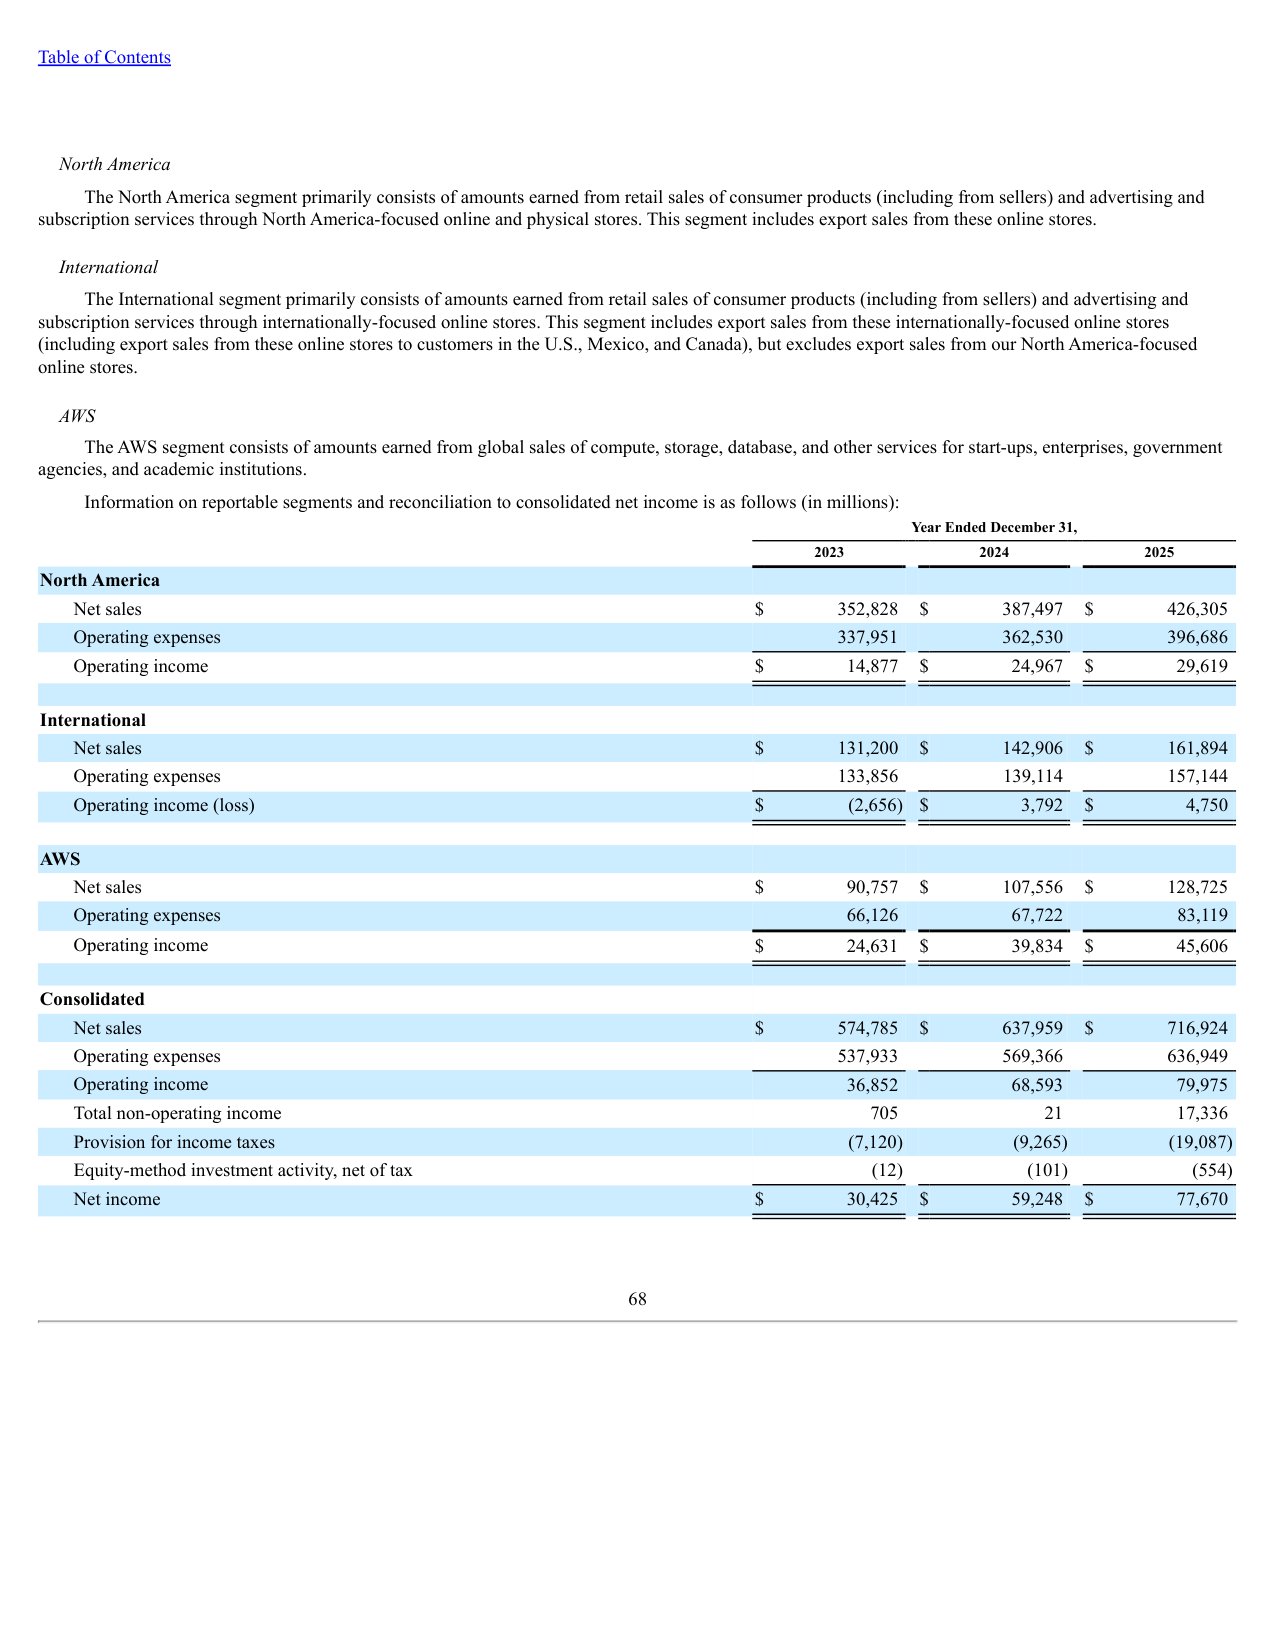 Table of Contents
North America
The North America segment primarily consists of amounts earned from retail sales of consumer products (including from sellers) and advertising and
subscription services through North America-focused online and physical stores. This segment includes export sales from these online stores.
International
The International segment primarily consists of amounts earned from retail sales of consumer products (including from sellers) and advertising and
subscription services through internationally-focused online stores. This segment includes export sales from these internationally-focused online stores
(including export sales from these online stores to customers in the U.S., Mexico, and Canada), but excludes export sales from our North America-focused
online stores.
AWS
The AWS segment consists of amounts earned from global sales of compute, storage, database, and other services for start-ups, enterprises, government
agencies, and academic institutions.
Information on reportable segments and reconciliation to consolidated net income is as follows (in millions):
Year Ended December 31,
2023 2024 2025
North America
Net sales $ 352,828 $ 387,497 $ 426,305
Operating expenses 337,951 362,530 396,686
Operating income $ 14,877 $ 24,967 $ 29,619
International
Net sales $ 131,200 $ 142,906 $ 161,894
Operating expenses 133,856 139,114 157,144
Operating income (loss) $ (2,656) $ 3,792 $ 4,750
AWS
Net sales $ 90,757 $ 107,556 $ 128,725
Operating expenses 66,126 67,722 83,119
Operating income $ 24,631 $ 39,834 $ 45,606
Consolidated
Net sales $ 574,785 $ 637,959 $ 716,924
Operating expenses 537,933 569,366 636,949
Operating income 36,852 68,593 79,975
Total non-operating income 705 21 17,336
Provision for income taxes (7,120) (9,265) (19,087)
Equity-method investment activity, net of tax (12) (101) (554)
Net income $ 30,425 $ 59,248 $ 77,670
68